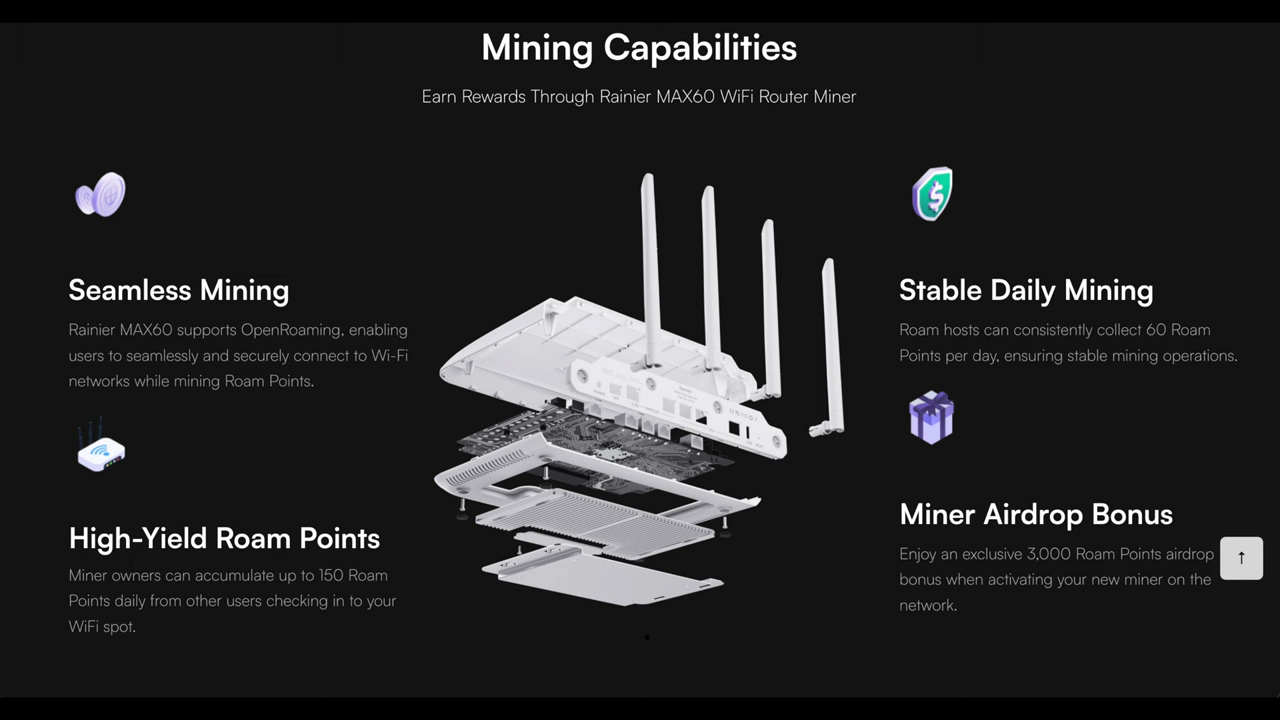 Mining Capabilities
Earn Rewards Through Rainier MAX60 WiFi Router Miner
Seamless Mining
Rainier MAX60 supports OpenRoaming, enabling
users to seamlessly and securely connect to Wi-Fi
networks while mining Roam Points.
High-Yield Roam Points
Miner owners can accumulate up to 150 Roam
Points daily from other users checking in to your
WiFi spot.
Stable Daily Mining
Roam hosts can consistently collect 60 Roam
Points per day, ensuring stable mining operations.
Miner Airdrop Bonus
Enjoy an exclusive 3,000 Roam Points airdrop
bonus when activating your new miner on the
network.